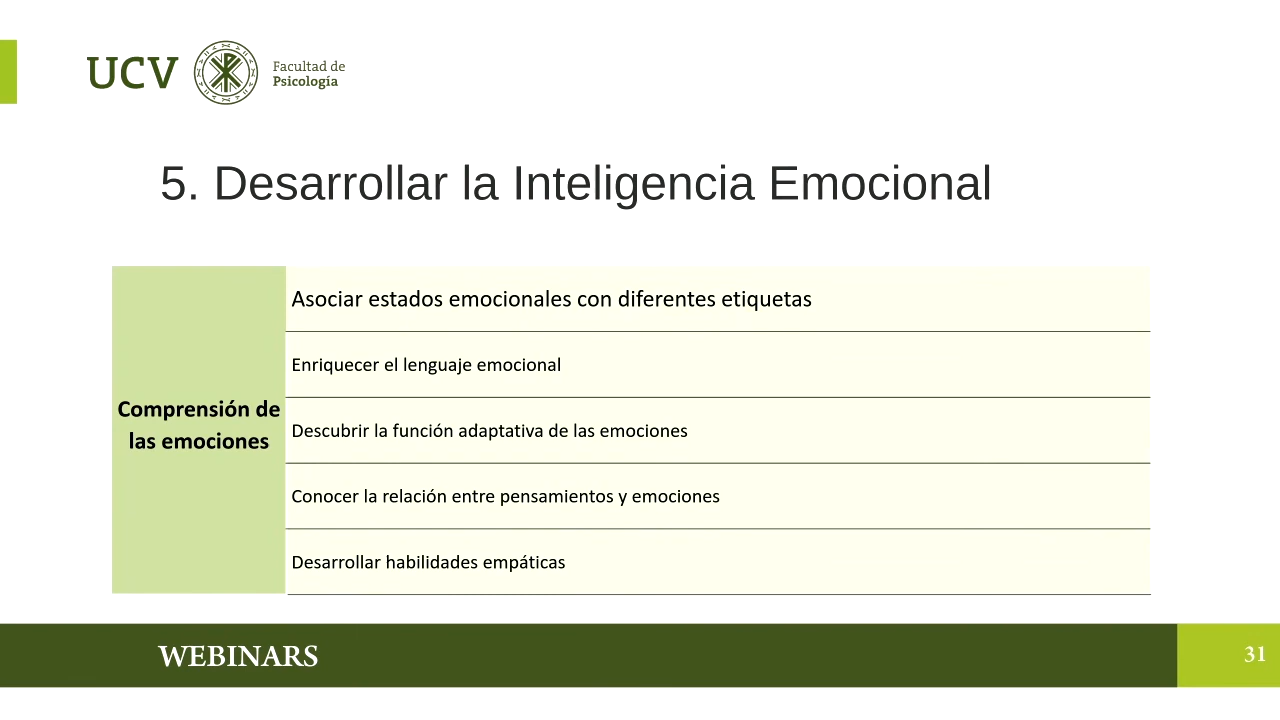 UCV
Facultad de
Psicología
5. Desarrollar la Inteligencia Emocional
Comprensión de
las emociones
Asociar estados emocionales con diferentes etiquetas
Enriquecer el lenguaje emocional
Descubrir la función adaptativa de las emociones
Conocer la relación entre pensamientos y emociones
Desarrollar habilidades empáticas
WEBINARS
31